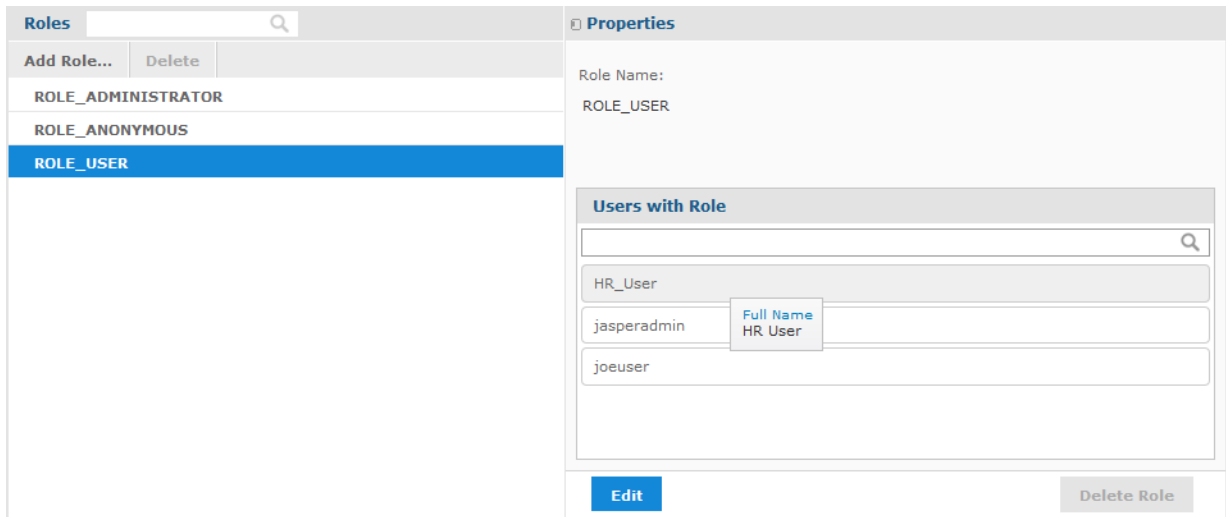 Roles
Add Role... Delete
ROLE_ADMINISTRATOR
ROLE_ANONYMOUS
ROLE_USER
Properties
Role Name:
ROLE_USER
Users with Role
HR_User
jasperadmin
Full Name
HR User
joeuser
Edit Delete Role